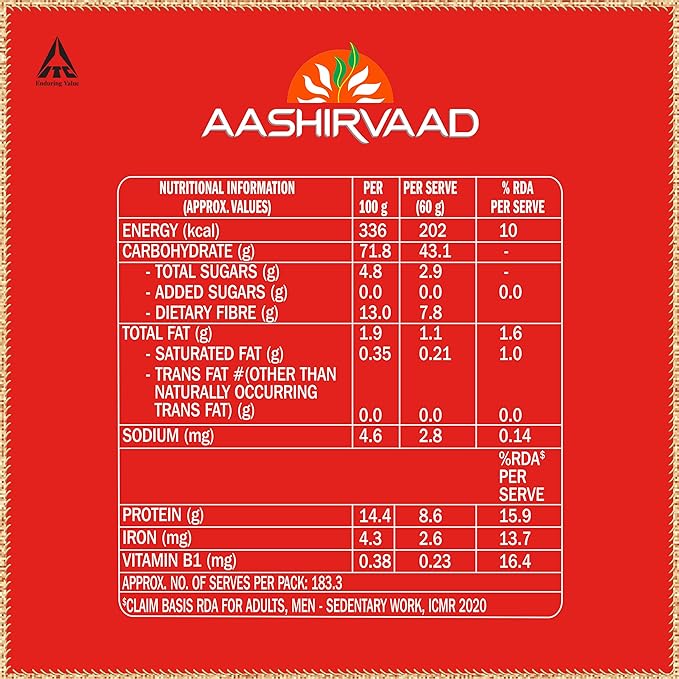 ITC
Enduring Value
AASHIRVAAD
NUTRITIONAL INFORMATION (APPROX. VALUES) PER 100 g PER SERVE (60 g) % RDA PER SERVE
ENERGY (kcal) 336 202 10
CARBOHYDRATE (g) 71.8 43.1 -
- TOTAL SUGARS (g) 4.8 2.9 -
- ADDED SUGARS (g) 0.0 0.0 0.0
- DIETARY FIBRE (g) 13.0 7.8
TOTAL FAT (g) 1.9 1.1 1.6
- SATURATED FAT (g) 0.35 0.21 1.0
- TRANS FAT #(OTHER THAN
NATURALLY OCCURRING
TRANS FAT) (g) 0.0 0.0 0.0
SODIUM (mg) 4.6 2.8 0.14
%RDA$
PER
SERVE
PROTEIN (g) 14.4 8.6 15.9
IRON (mg) 4.3 2.6 13.7
VITAMIN B1 (mg) 0.38 0.23 16.4
APPROX. NO. OF SERVES PER PACK: 183.3
$CLAIM BASIS RDA FOR ADULTS, MEN - SEDENTARY WORK, ICMR 2020